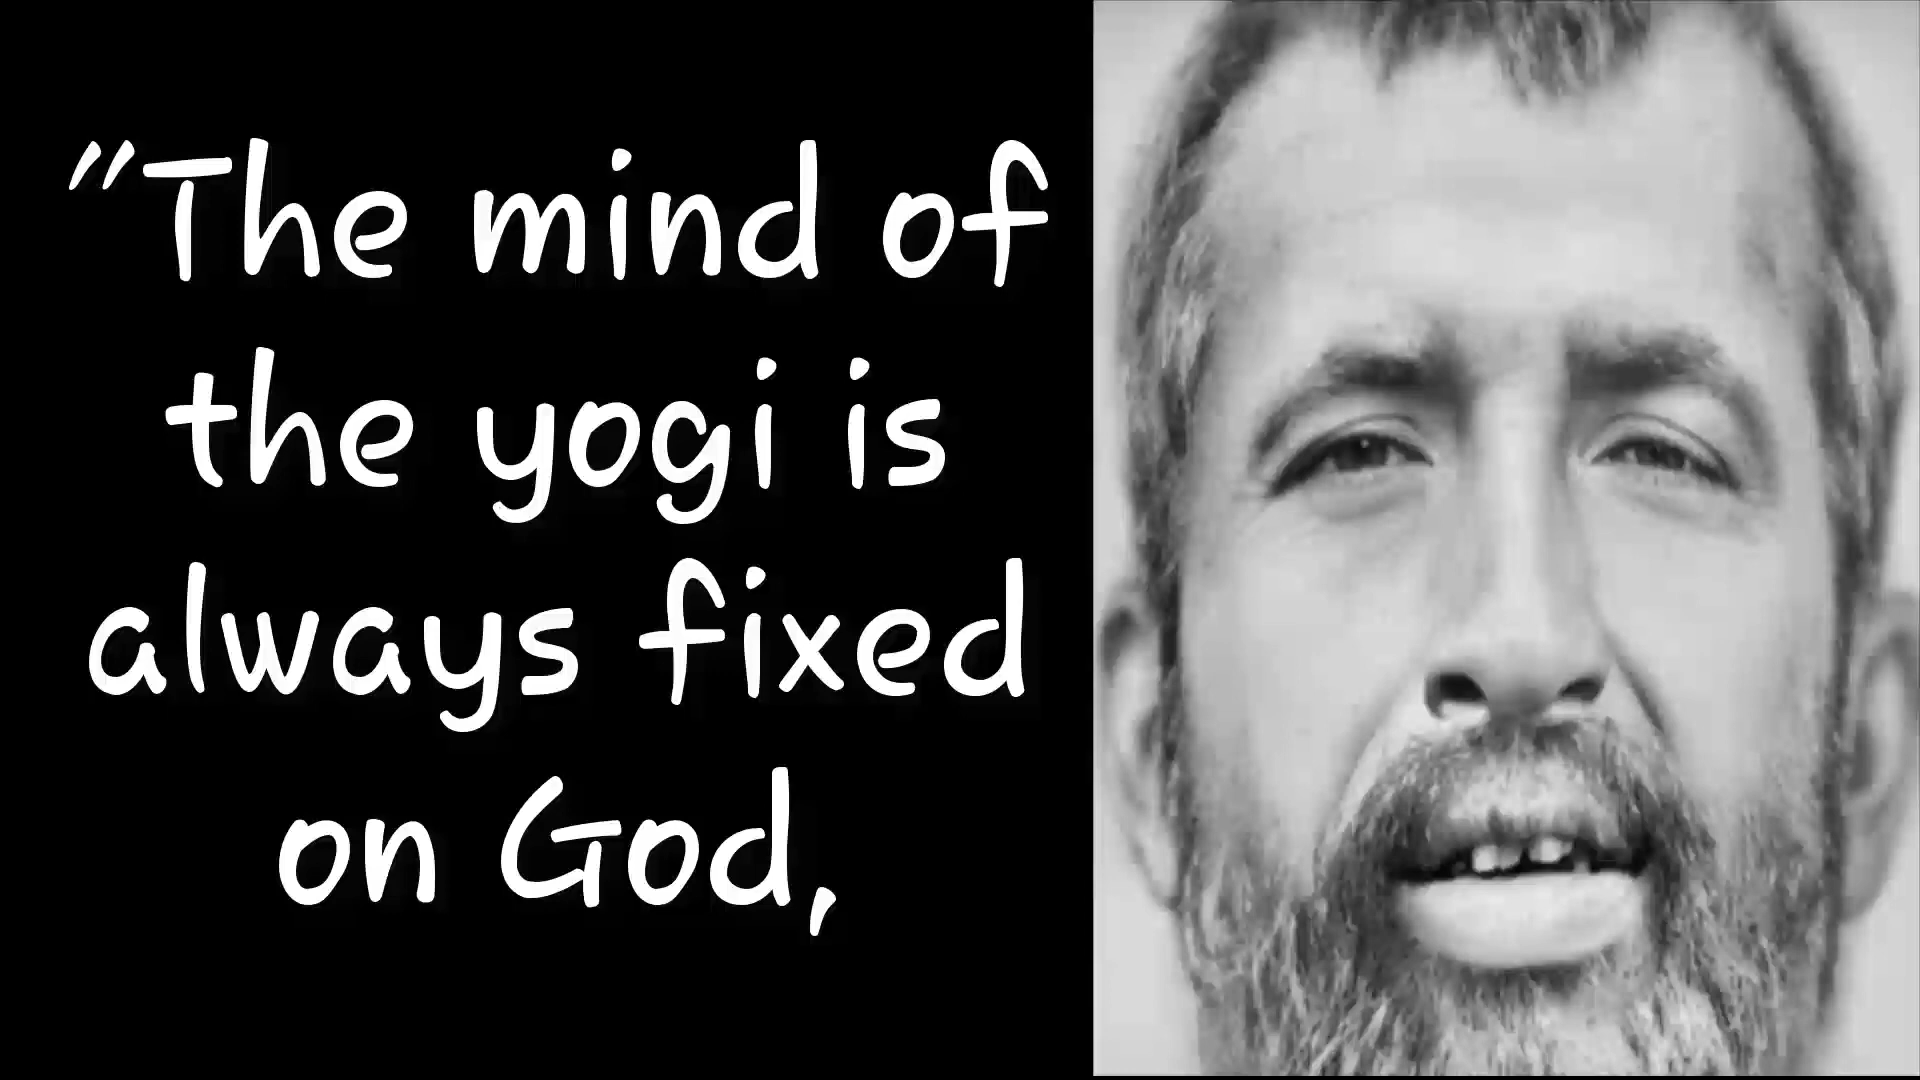 "The mind of
the yogi is
always fixed
on God,